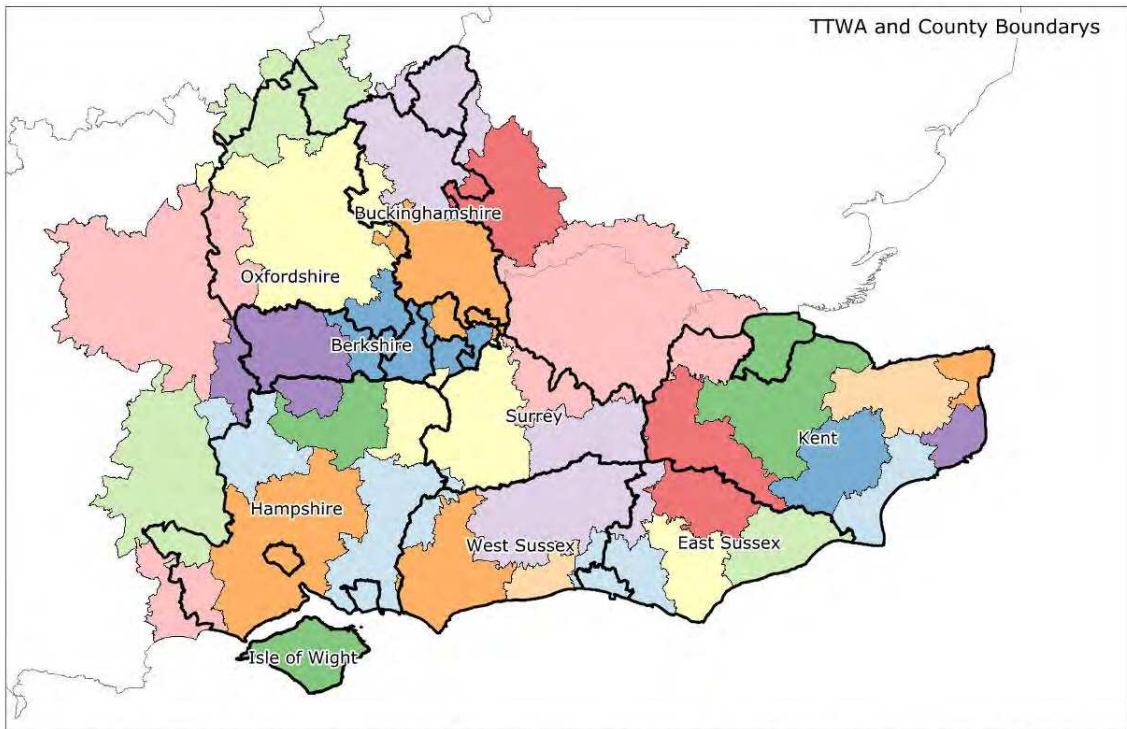 TTWA and County Boundarys
Buckinghamshire
Oxfordshire
Berkshire
Surrey
Kent
Hampshire
West Sussex
East Sussex
Isle of Wight